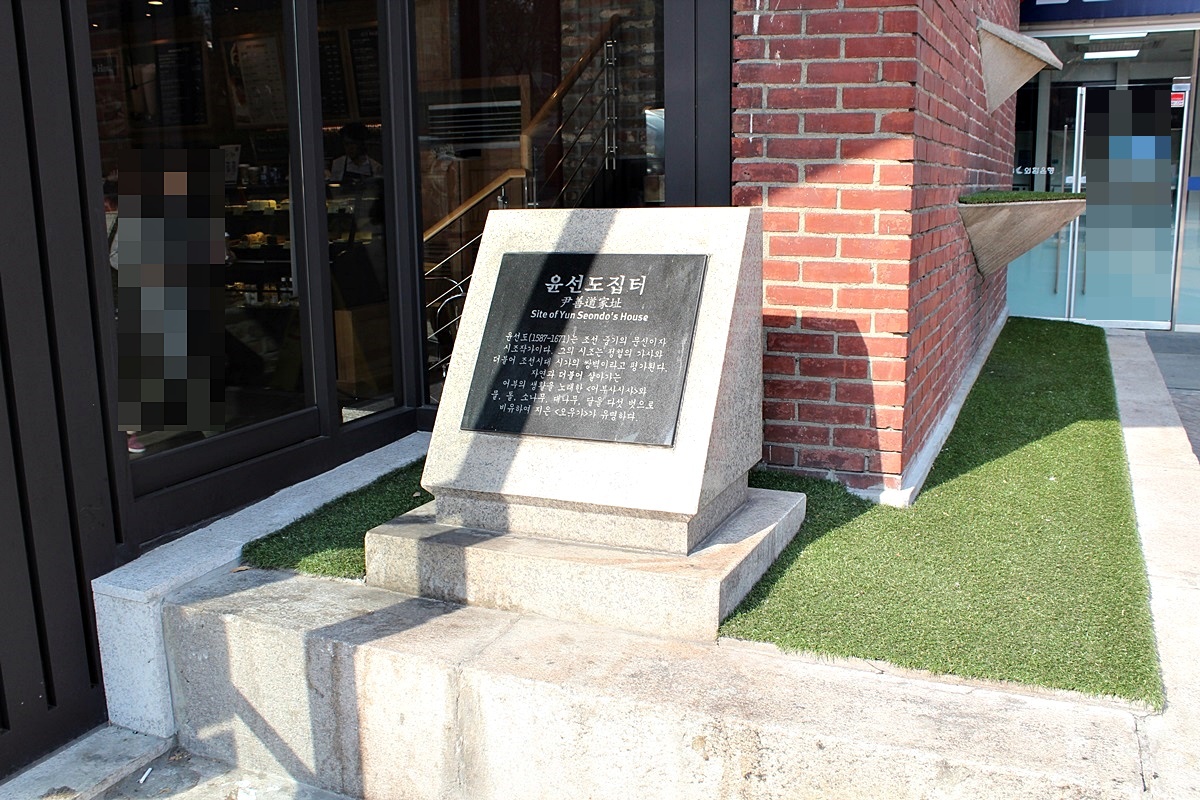 윤선도집터
尹善道家址
Site of Yun Seondo's House
윤선도(1587~1671)는 조선 중기의 문신이자
시조작가이다. 그의 시조는 정철의 가사와
더불어 조선시대 시가의 쌍벽이라고 평가된다.
자연과 더불어 살아가는
어부의 생활을 노래한 <어부사시사>와
물, 돌, 소나무, 대나무, 달을 다섯 벗으로
비유하여 지은 <오우가>가 유명하다.
외환은행